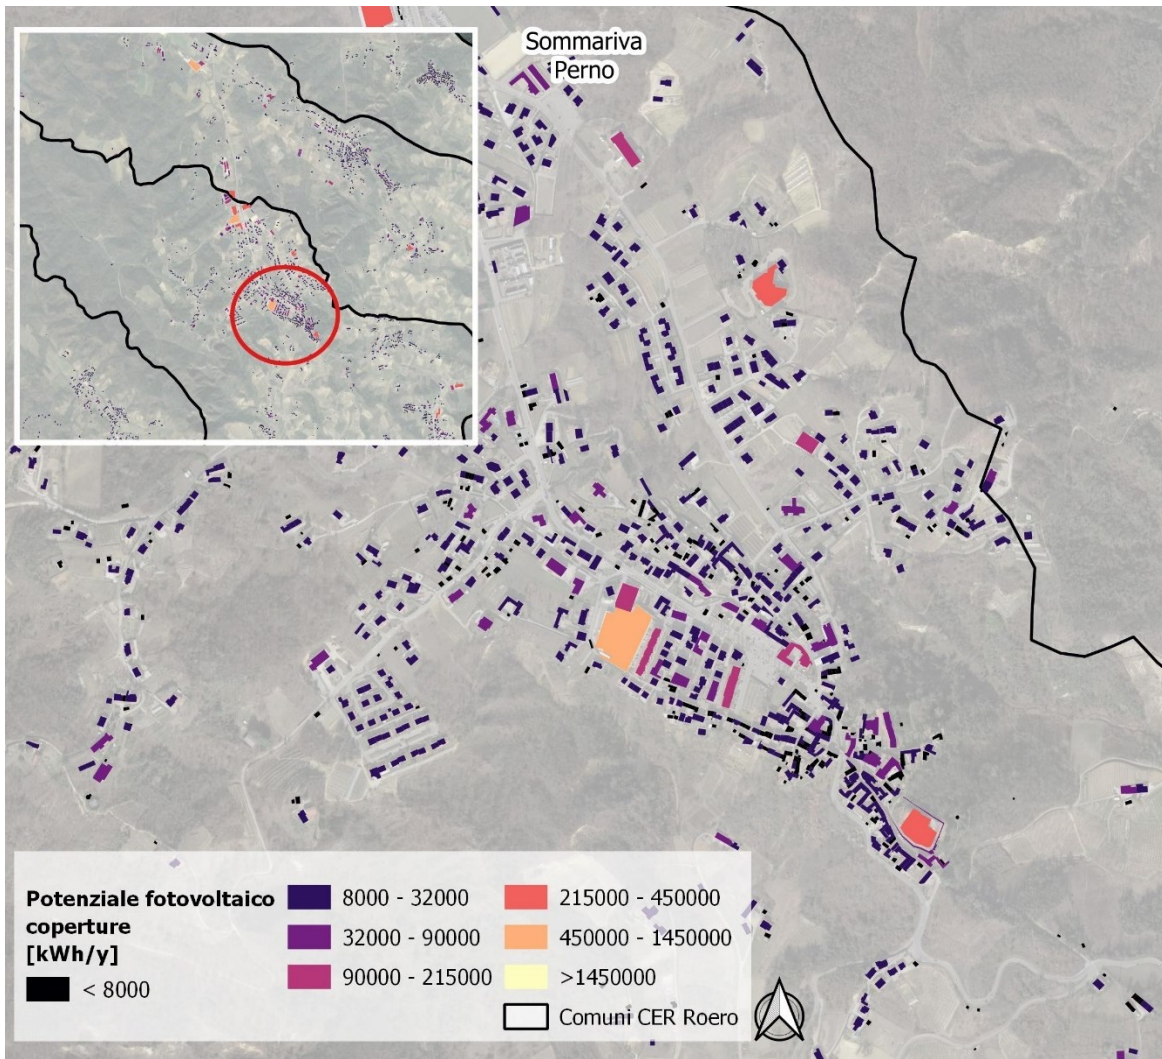 Sommariva
Perno
Potenziale fotovoltaico
coperture
[kWh/y]
< 8000
8000 - 32000
32000 - 90000
90000 - 215000
215000 - 450000
450000 - 1450000
>1450000
Comuni CER Roero